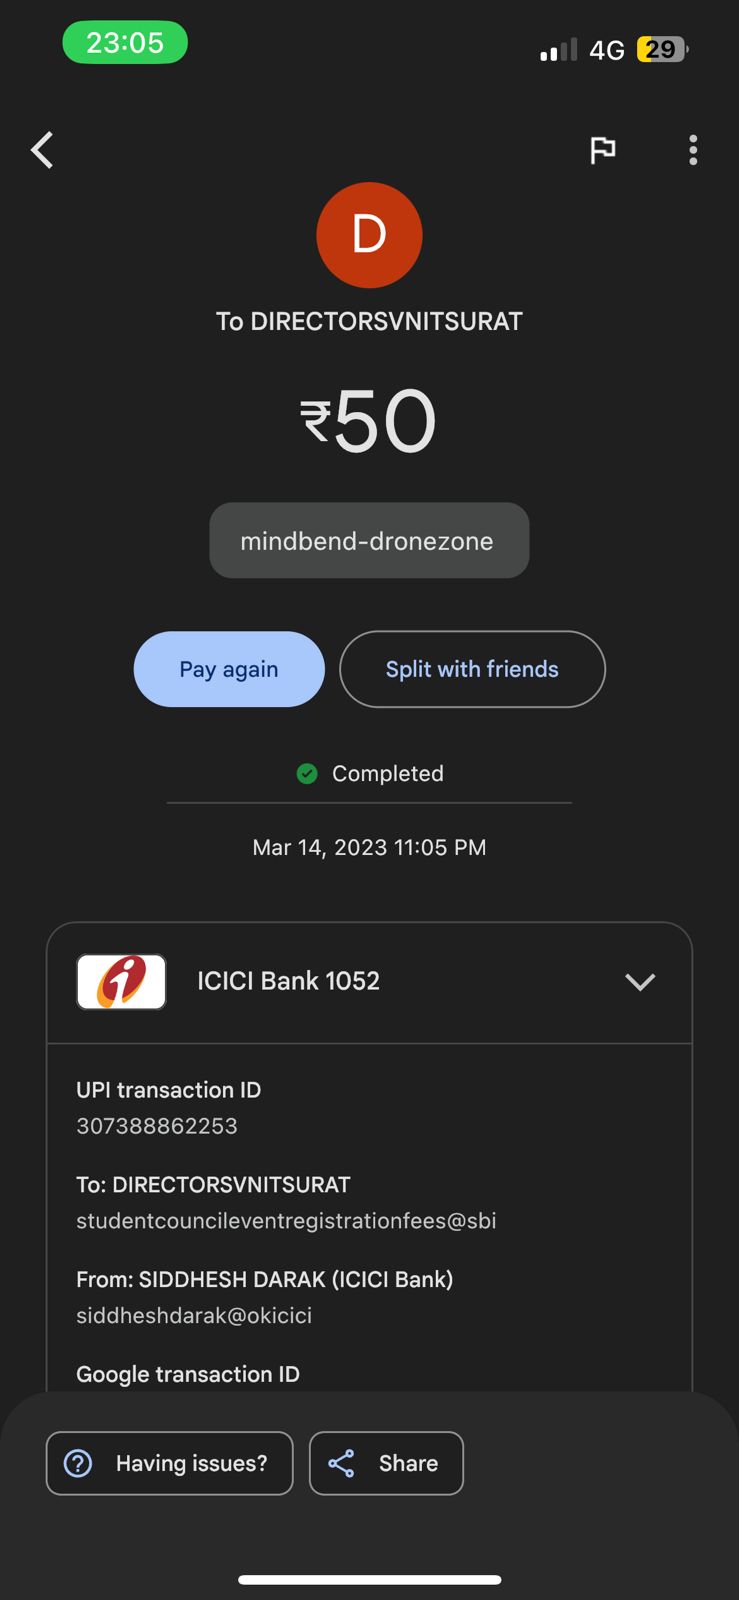 23:05
4G 29
D
To DIRECTORSVNITSURAT
₹50
mindbend-dronezone
Pay again
Split with friends
Completed
Mar 14, 2023 11:05 PM
ICICI Bank 1052
UPI transaction ID
307388862253
To: DIRECTORSVNITSURAT
studentcouncileventregistrationfees@sbi
From: SIDDHESH DARAK (ICICI Bank)
siddheshdarak@okicici
Google transaction ID
Having issues?
Share